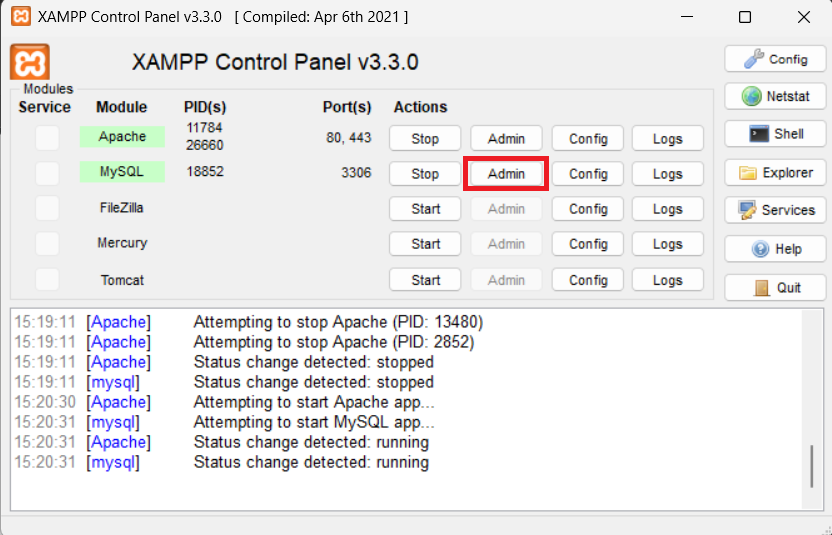 XAMPP Control Panel v3.3.0 [ Compiled: Apr 6th 2021 ]
XAMPP Control Panel v3.3.0
Config
Modules
Service Module PID(s) Port(s) Actions
Netstat
Apache 11784 26660 80, 443 Stop Admin Config Logs
Shell
MySQL 18852 3306 Stop Admin Config Logs
Explorer
FileZilla Start Admin Config Logs
Services
Mercury Start Admin Config Logs
Help
Tomcat Start Admin Config Logs
Quit
15:19:11 [Apache] Attempting to stop Apache (PID: 13480)
15:19:11 [Apache] Attempting to stop Apache (PID: 2852)
15:19:11 [Apache] Status change detected: stopped
15:19:11 [mysql] Status change detected: stopped
15:20:30 [Apache] Attempting to start Apache app...
15:20:31 [mysql] Attempting to start MySQL app...
15:20:31 [Apache] Status change detected: running
15:20:31 [mysql] Status change detected: running